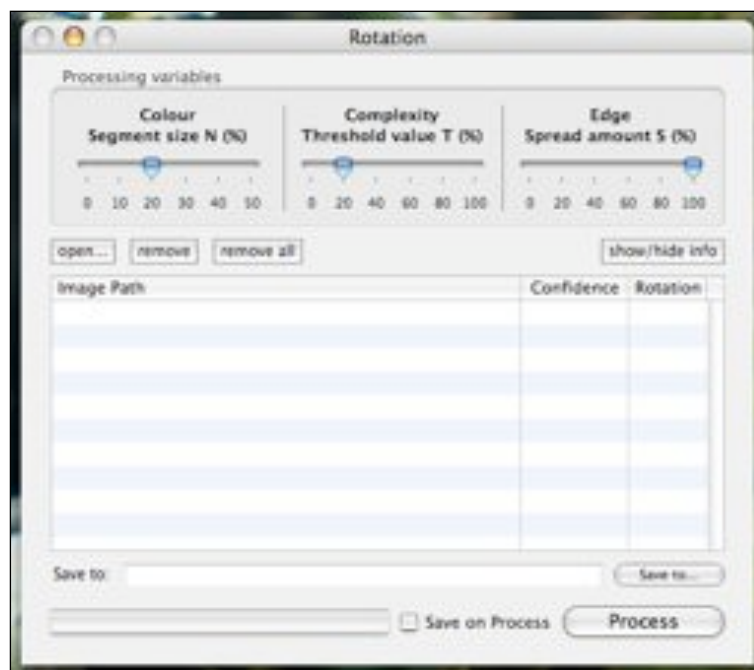 Rotation
Processing variables
Colour
Segment size N (%)
Complexity
Threshold value T (%)
Edge
Spread amount S (%)
0 10 20 30 40 50
0 20 40 60 80 100
0 20 40 60 80 100
open... remove remove all show/hide info
Image Path Confidence Rotation
Save to: Save to...
Save on Process Process